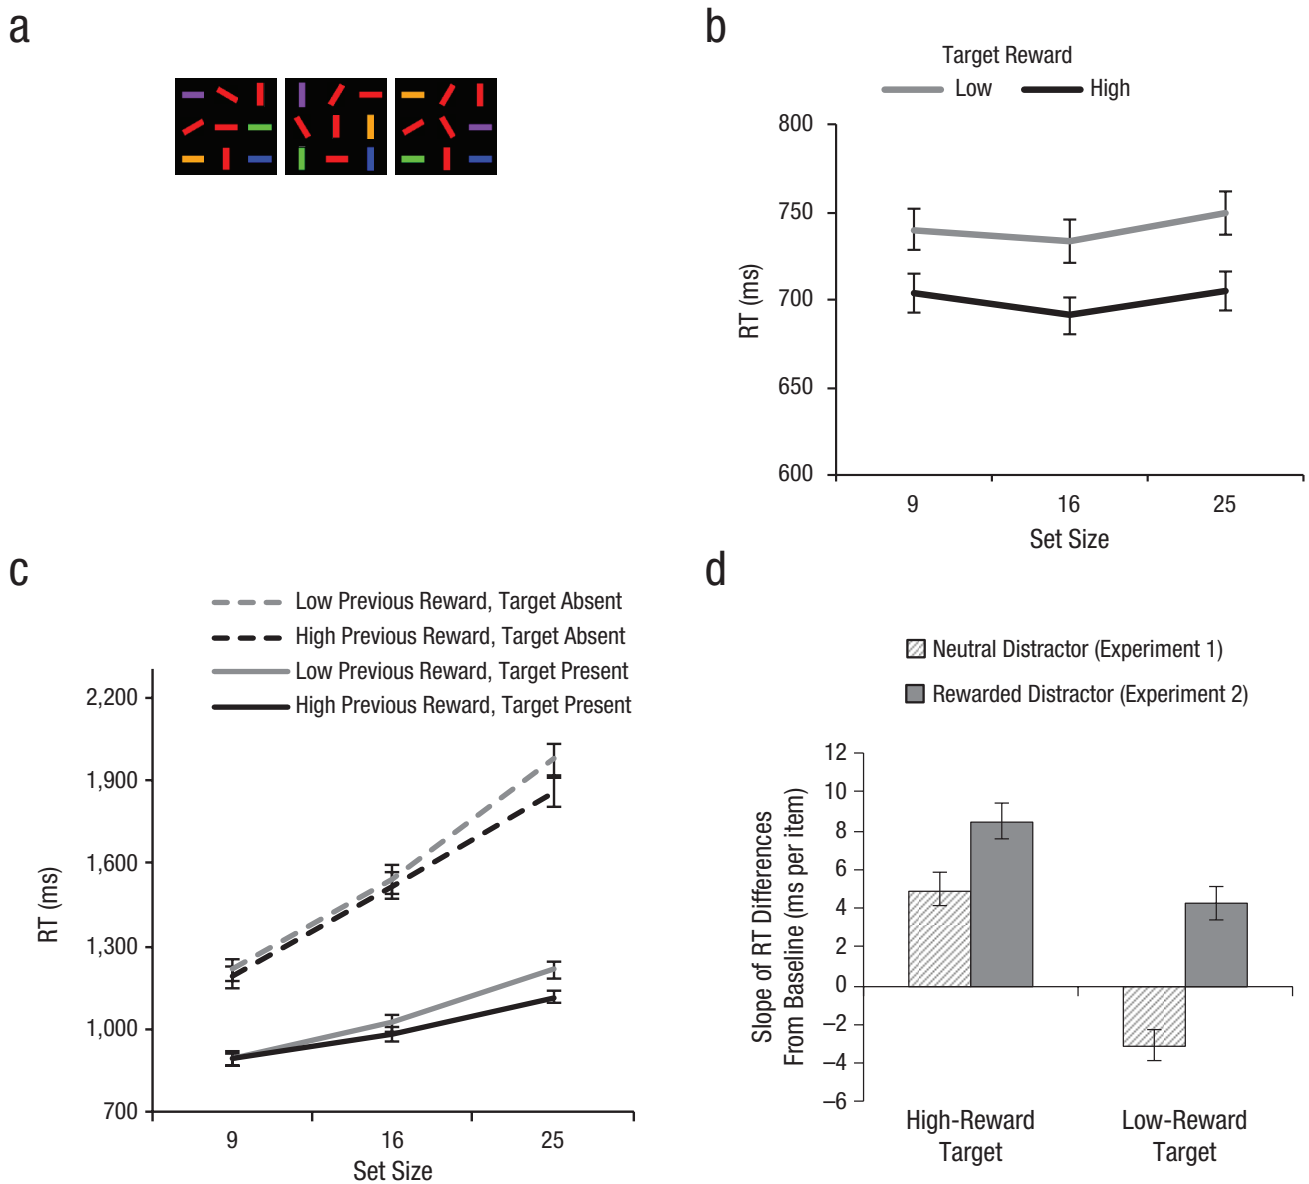 a
b
Target Reward
Low
High
800
750
700
650
600
RT (ms)
9
16
25
Set Size
c
Low Previous Reward, Target Absent
High Previous Reward, Target Absent
Low Previous Reward, Target Present
High Previous Reward, Target Present
2,200
1,900
1,600
1,300
1,000
700
RT (ms)
9
16
25
Set Size
d
Neutral Distractor (Experiment 1)
Rewarded Distractor (Experiment 2)
12
10
8
6
4
2
0
–2
–4
–6
Slope of RT Differences
From Baseline (ms per item)
High-Reward
Target
Low-Reward
Target